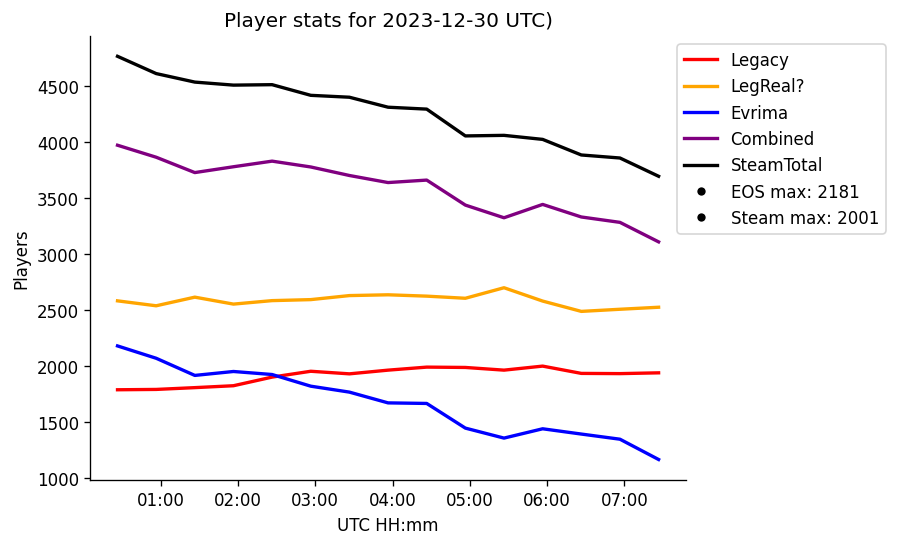 Player stats for 2023-12-30 UTC)
Players
4500
4000
3500
3000
2500
2000
1500
1000
01:00 02:00 03:00 04:00 05:00 06:00 07:00
UTC HH:mm
Legacy
LegReal?
Evrima
Combined
SteamTotal
EOS max: 2181
Steam max: 2001